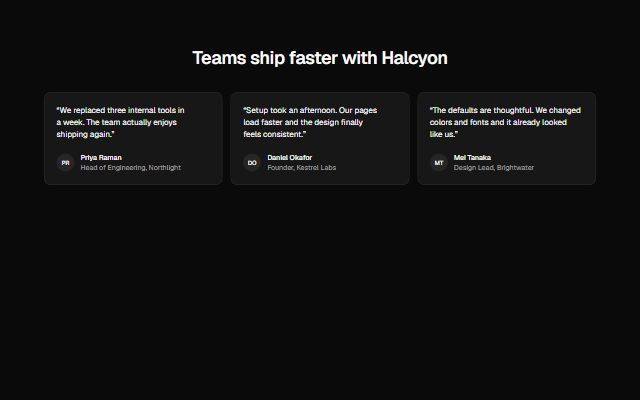 Teams ship faster with Halcyon
"We replaced three internal tools in
a week. The team actually enjoys
shipping again."
PR
Priya Raman
Head of Engineering, Northlight
"Setup took an afternoon. Our pages
load faster and the design finally
feels consistent."
DO
Daniel Okafor
Founder, Kestrel Labs
"The defaults are thoughtful. We changed
colors and fonts and it already looked
like us."
MT
Mei Tanaka
Design Lead, Brightwater